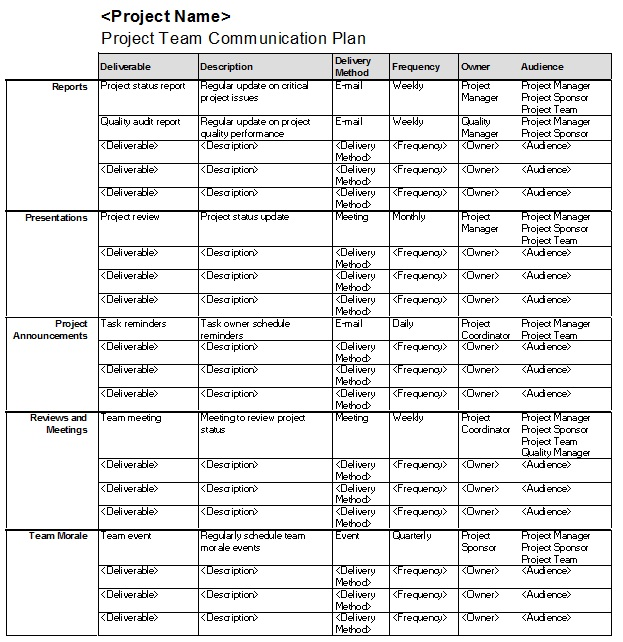 <Project Name>
Project Team Communication Plan
Deliverable Description Delivery Method Frequency Owner Audience
Reports Project status report Regular update on critical project issues E-mail Weekly Project Manager Project Manager Project Sponsor Project Team
Quality audit report Regular update on project quality performance E-mail Weekly Quality Manager Project Manager Project Sponsor
<Deliverable> <Description> <Delivery Method> <Frequency> <Owner> <Audience>
<Deliverable> <Description> <Delivery Method> <Frequency> <Owner> <Audience>
<Deliverable> <Description> <Delivery Method> <Frequency> <Owner> <Audience>
Presentations Project review Project status update Meeting Monthly Project Manager Project Manager Project Sponsor Project Team
<Deliverable> <Description> <Delivery Method> <Frequency> <Owner> <Audience>
<Deliverable> <Description> <Delivery Method> <Frequency> <Owner> <Audience>
<Deliverable> <Description> <Delivery Method> <Frequency> <Owner> <Audience>
Project Announcements Task reminders Task owner schedule reminders E-mail Daily Project Coordinator Project Manager Project Team
<Deliverable> <Description> <Delivery Method> <Frequency> <Owner> <Audience>
<Deliverable> <Description> <Delivery Method> <Frequency> <Owner> <Audience>
<Deliverable> <Description> <Delivery Method> <Frequency> <Owner> <Audience>
Reviews and Meetings Team meeting Meeting to review project status Meeting Weekly Project Coordinator Project Manager Project Sponsor Project Team Quality Manager
<Deliverable> <Description> <Delivery Method> <Frequency> <Owner> <Audience>
<Deliverable> <Description> <Delivery Method> <Frequency> <Owner> <Audience>
<Deliverable> <Description> <Delivery Method> <Frequency> <Owner> <Audience>
Team Morale Team event Regularly schedule team morale events Event Quarterly Project Sponsor Project Manager Project Sponsor Project Team
<Deliverable> <Description> <Delivery Method> <Frequency> <Owner> <Audience>
<Deliverable> <Description> <Delivery Method> <Frequency> <Owner> <Audience>
<Deliverable> <Description> <Delivery Method> <Frequency> <Owner> <Audience>